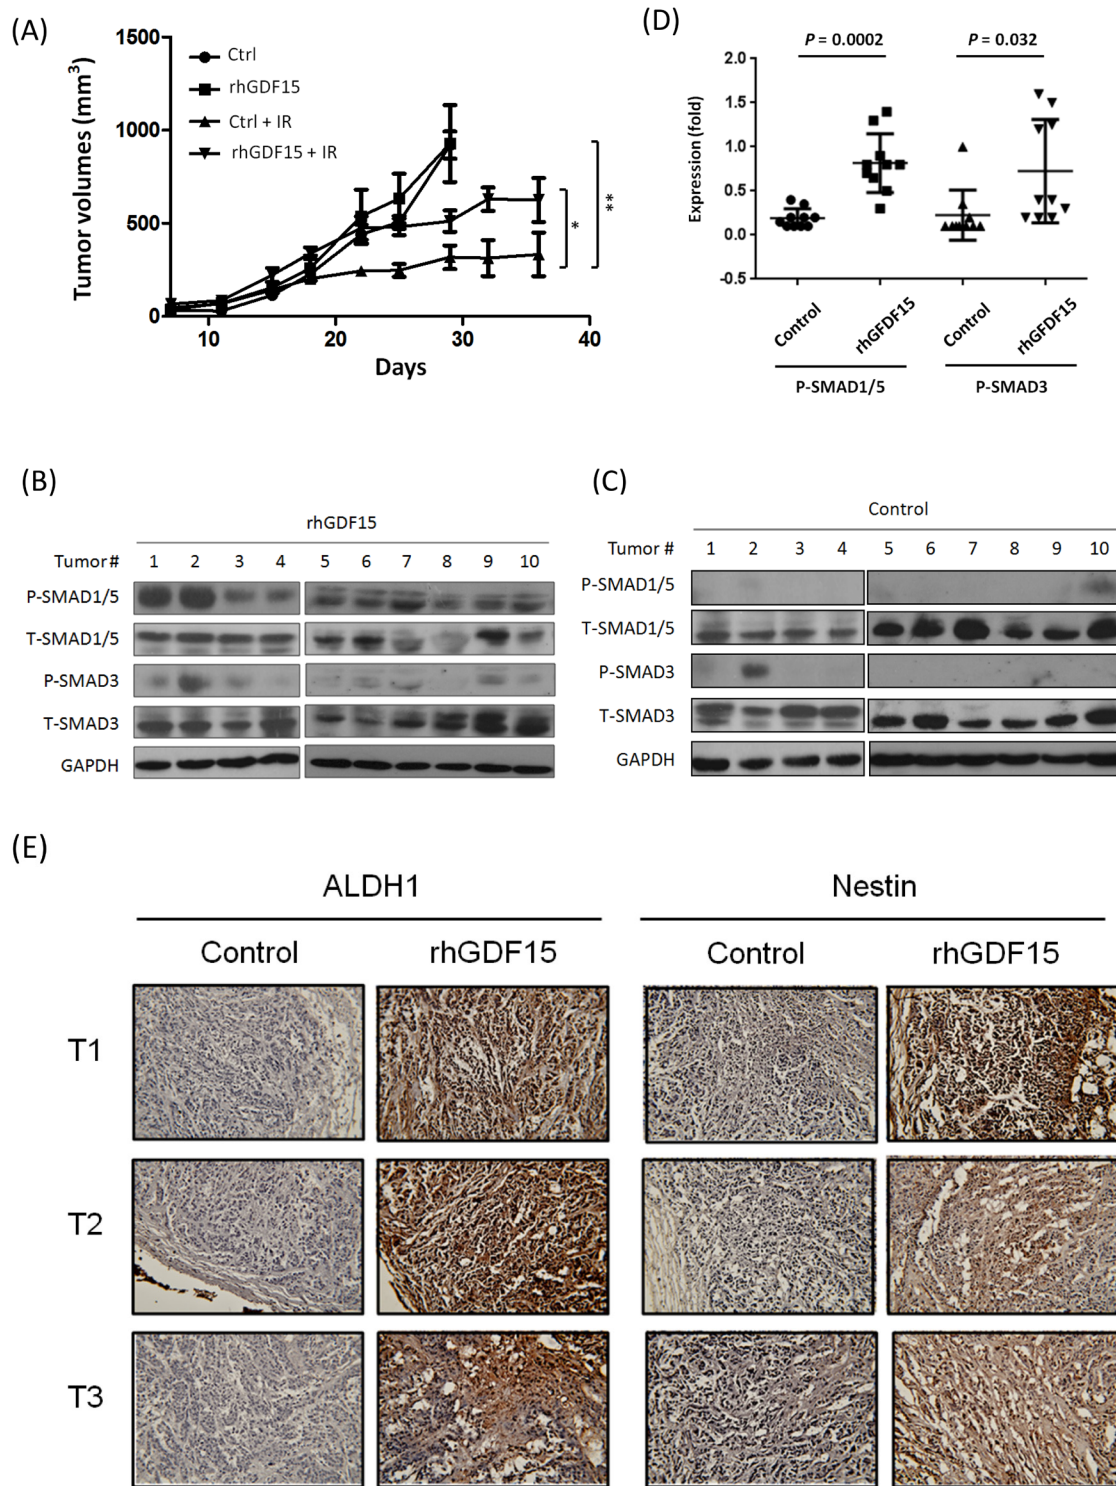 (A)
1500
1000
500
0
Tumor volumes (mm³)
Ctrl
rhGDF15
Ctrl + IR
rhGDF15 + IR
*
**
10
20
30
40
Days
(D)
P = 0.0002
P = 0.032
2.0
1.5
1.0
0.5
0.0
-0.5
Expression (fold)
Control
rhGFDF15
Control
rhGFDF15
P-SMAD1/5
P-SMAD3
(B)
rhGDF15
Tumor # 1 2 3 4 5 6 7 8 9 10
P-SMAD1/5
T-SMAD1/5
P-SMAD3
T-SMAD3
GAPDH
(C)
Control
Tumor # 1 2 3 4 5 6 7 8 9 10
P-SMAD1/5
T-SMAD1/5
P-SMAD3
T-SMAD3
GAPDH
(E)
ALDH1
Nestin
Control
rhGDF15
Control
rhGDF15
T1
T2
T3